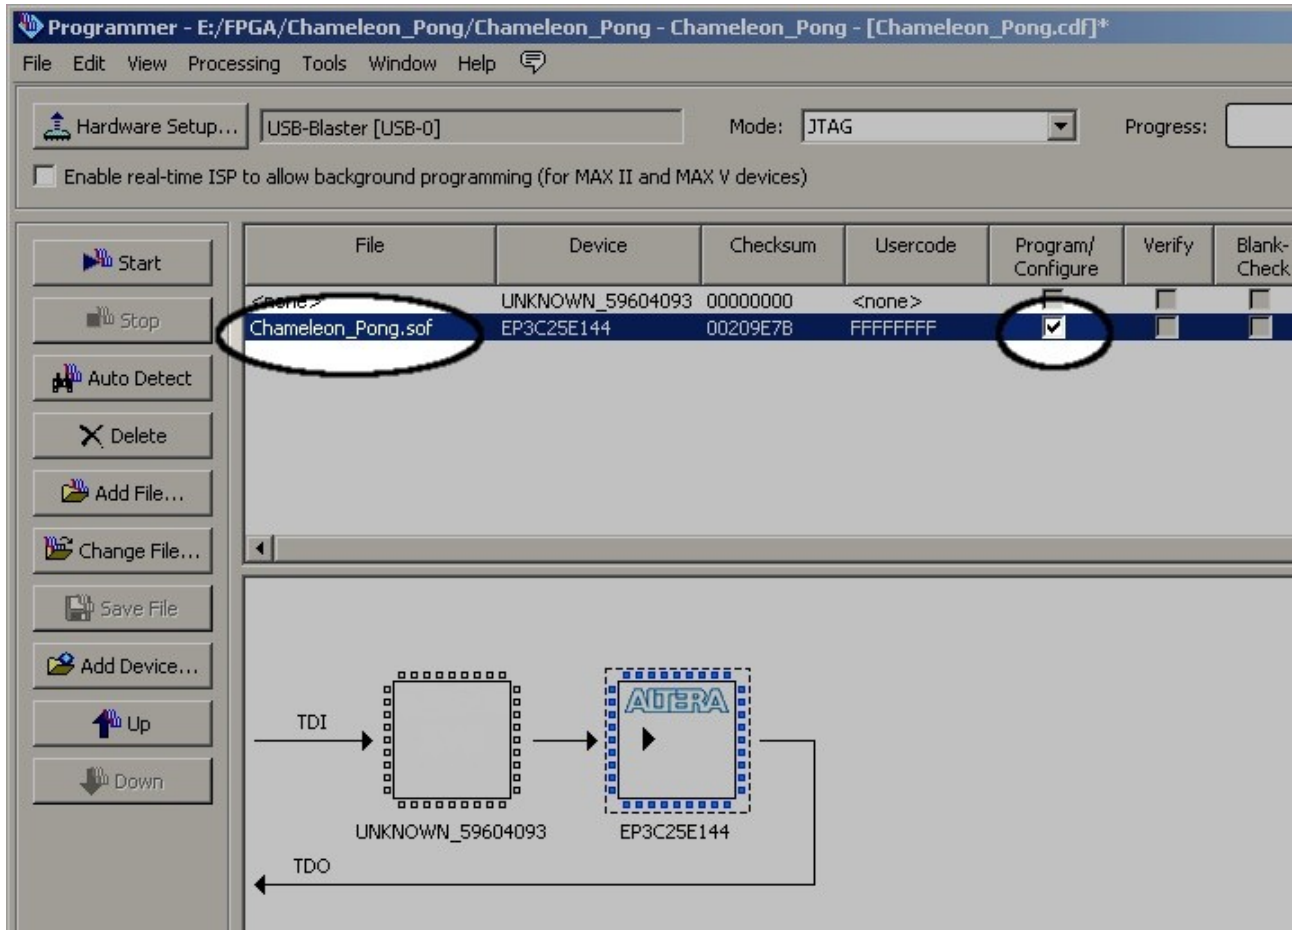 Programmer - E:/FPGA/Chameleon_Pong/Chameleon_Pong - Chameleon_Pong - [Chameleon_Pong.cdf]*
File Edit View Processing Tools Window Help
Hardware Setup... USB-Blaster [USB-0] Mode: JTAG Progress:
Enable real-time ISP to allow background programming (for MAX II and MAX V devices)
Start
Stop
Auto Detect
Delete
Add File...
Change File...
Save File
Add Device...
Up
Down
File Device Checksum Usercode Program/ Verify Blank-
Configure Check
<none> UNKNOWN_59604093 00000000 <none>
Chameleon_Pong.sof EP3C25E144 00209E7B FFFFFFFF
TDI
ALTERA
UNKNOWN_59604093 EP3C25E144
TDO